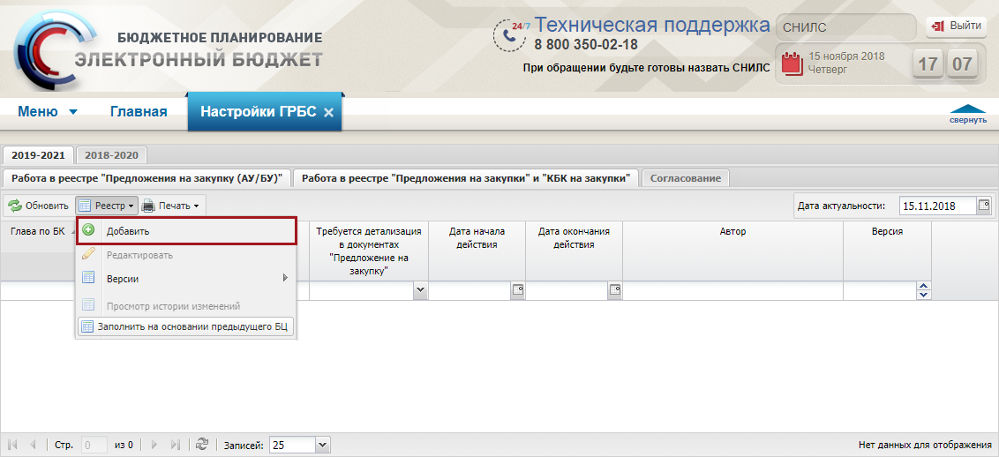 БЮДЖЕТНОЕ ПЛАНИРОВАНИЕ
ЭЛЕКТРОННЫЙ БЮДЖЕТ
24/7
Техническая поддержка
8 800 350-02-18
При обращении будьте готовы назвать СНИЛС
СНИЛС
Выйти
15 ноября 2018
Четверг
17 07
Меню Главная Настройки ГРБС
свернуть
2019-2021 2018-2020
Работа в реестре "Предложения на закупку (АУ/БУ)" Работа в реестре "Предложения на закупки" и "КБК на закупки" Согласование
Обновить Реестр Печать Дата актуальности: 15.11.2018
Глава по БК
Требуется детализация
в документах
"Предложение на
закупку"
Дата начала
действия
Дата окончания
действия
Автор
Версия
Добавить
Редактировать
Версии
Просмотр истории изменений
Заполнить на основании предыдущего БЦ
Стр. 0 из 0 Записей: 25 Нет данных для отображения